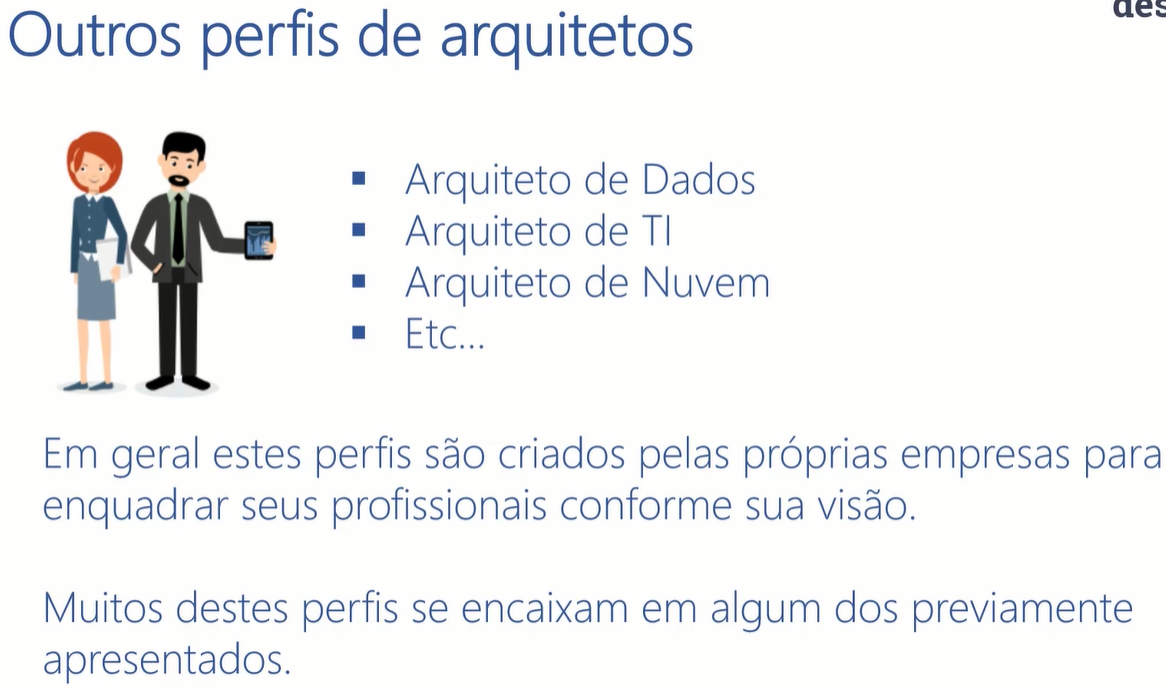 Outros perfis de arquitetos
▪ Arquiteto de Dados
▪ Arquiteto de TI
▪ Arquiteto de Nuvem
▪ Etc...
Em geral estes perfis são criados pelas próprias empresas para
enquadrar seus profissionais conforme sua visão.
Muitos destes perfis se encaixam em algum dos previamente
apresentados.